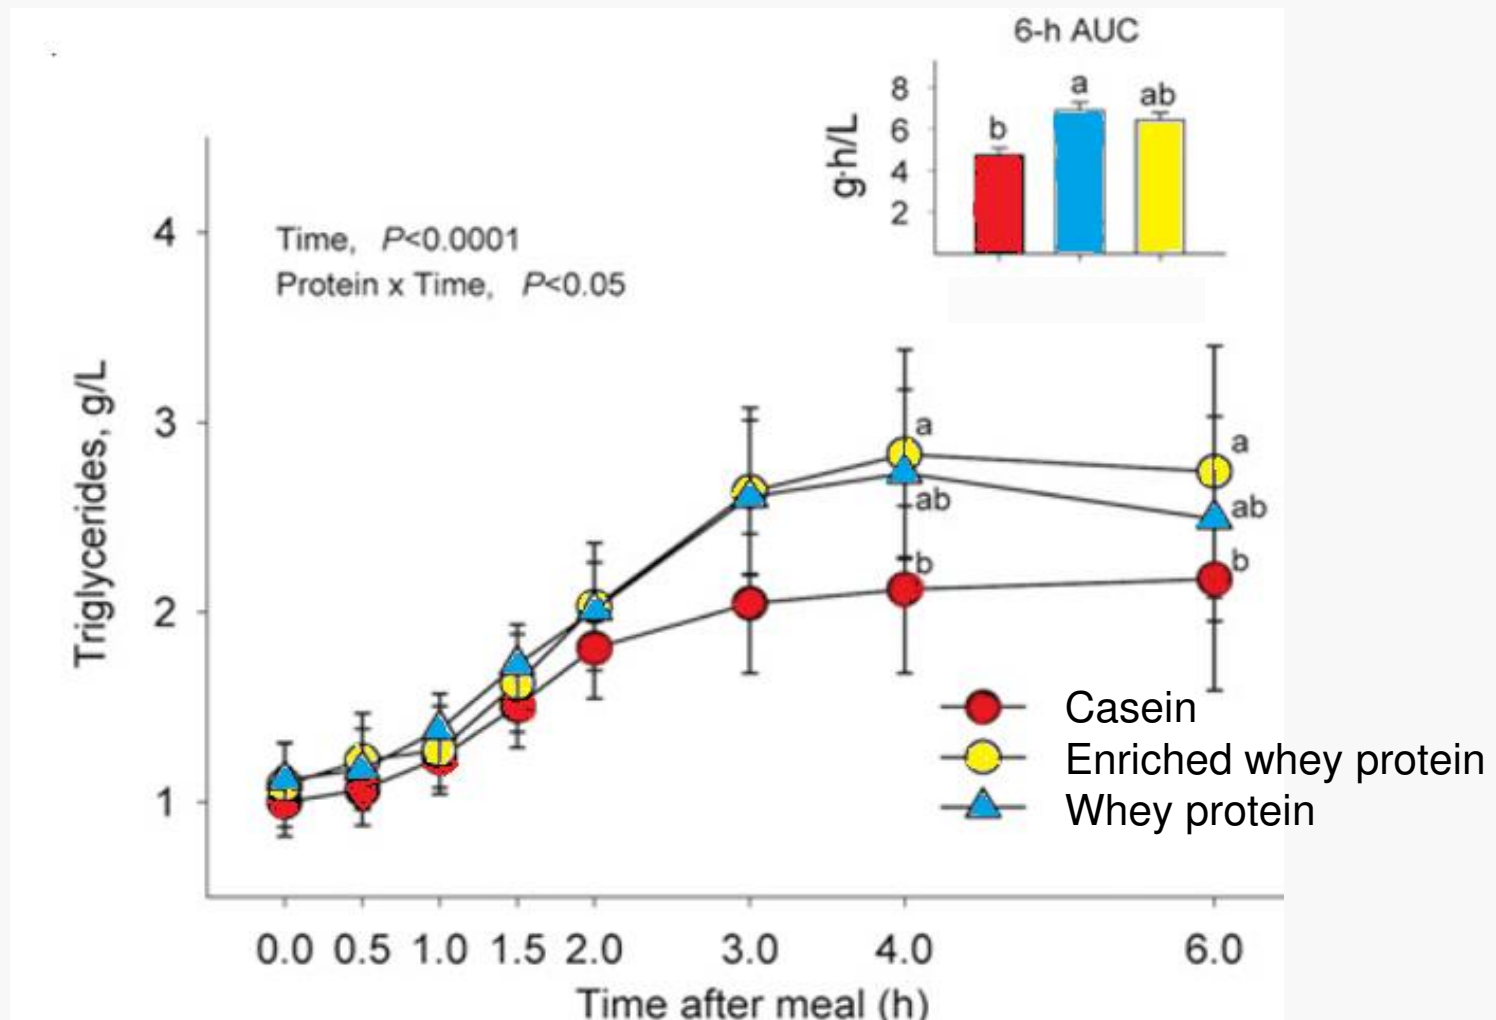 6-h AUC
8
6
4
2
g·h/L
b
a
ab
4
3
2
1
Triglycerides, g/L
Time, P<0.0001
Protein x Time, P<0.05
a
ab
b
a
ab
b
Casein
Enriched whey protein
Whey protein
0.0 0.5 1.0 1.5 2.0 3.0 4.0 6.0
Time after meal (h)